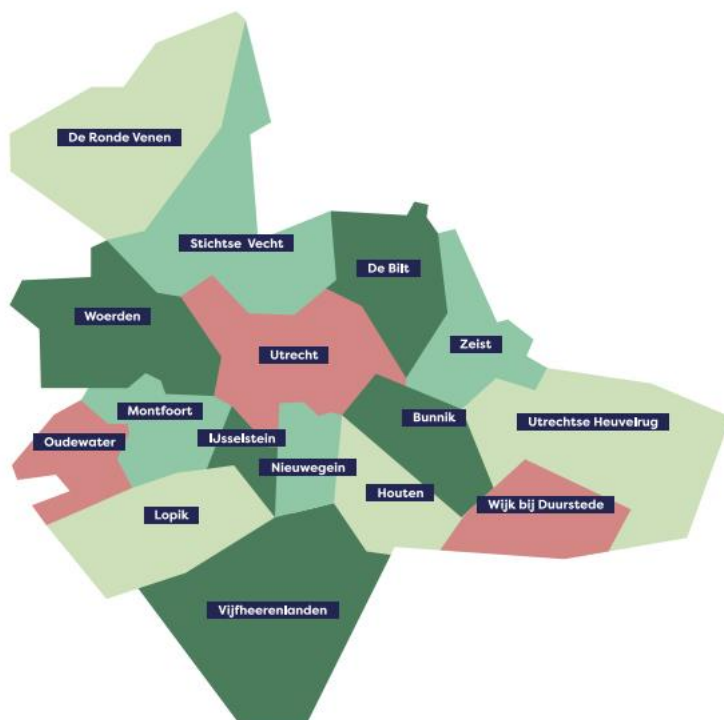 De Ronde Venen
Stichtse Vecht
De Bilt
Woerden
Zeist
Utrecht
Montfoort
Bunnik
Utrechtse Heuvelrug
Oudewater
IJsselstein
Nieuwegein
Houten
Wijk bij Duurstede
Lopik
Vijfheerenlanden